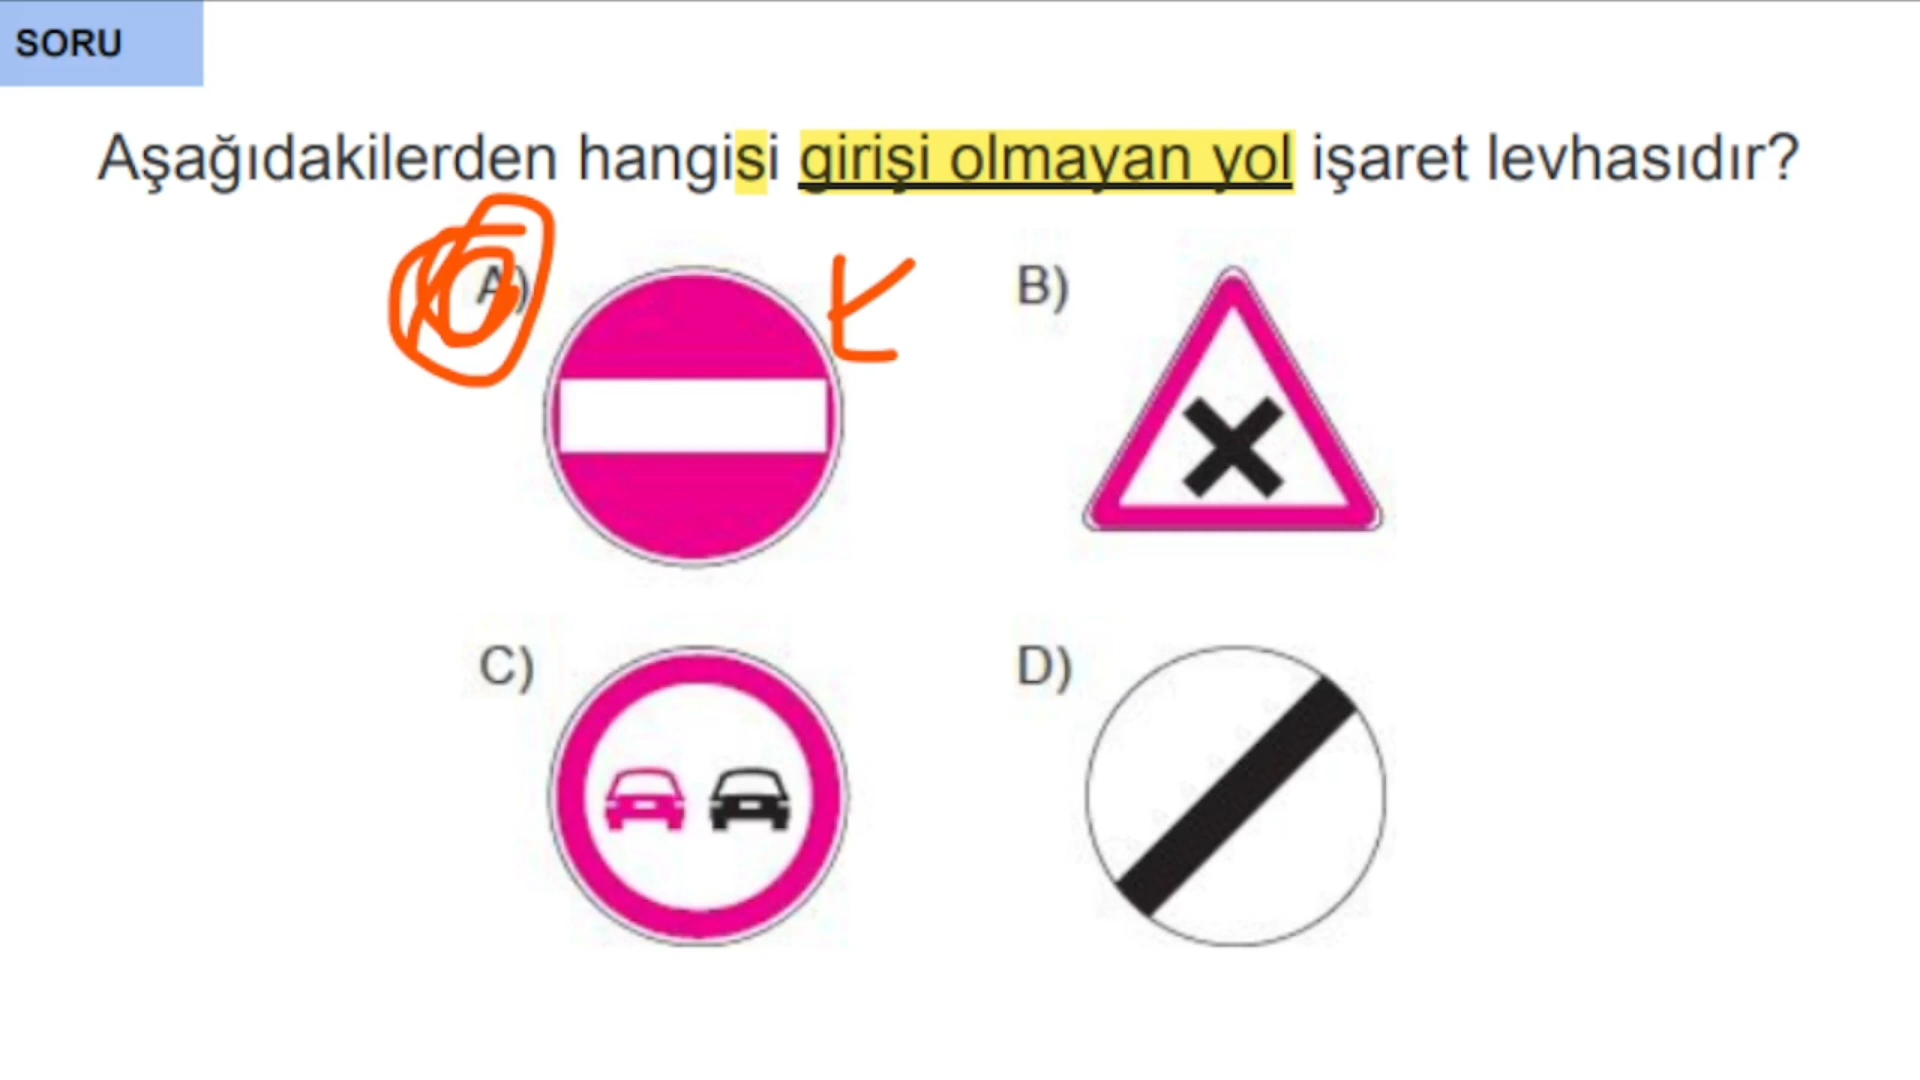 SORU
Aşağıdakilerden hangisi girişi olmayan yol işaret levhasıdır?
A)
B)
C)
D)